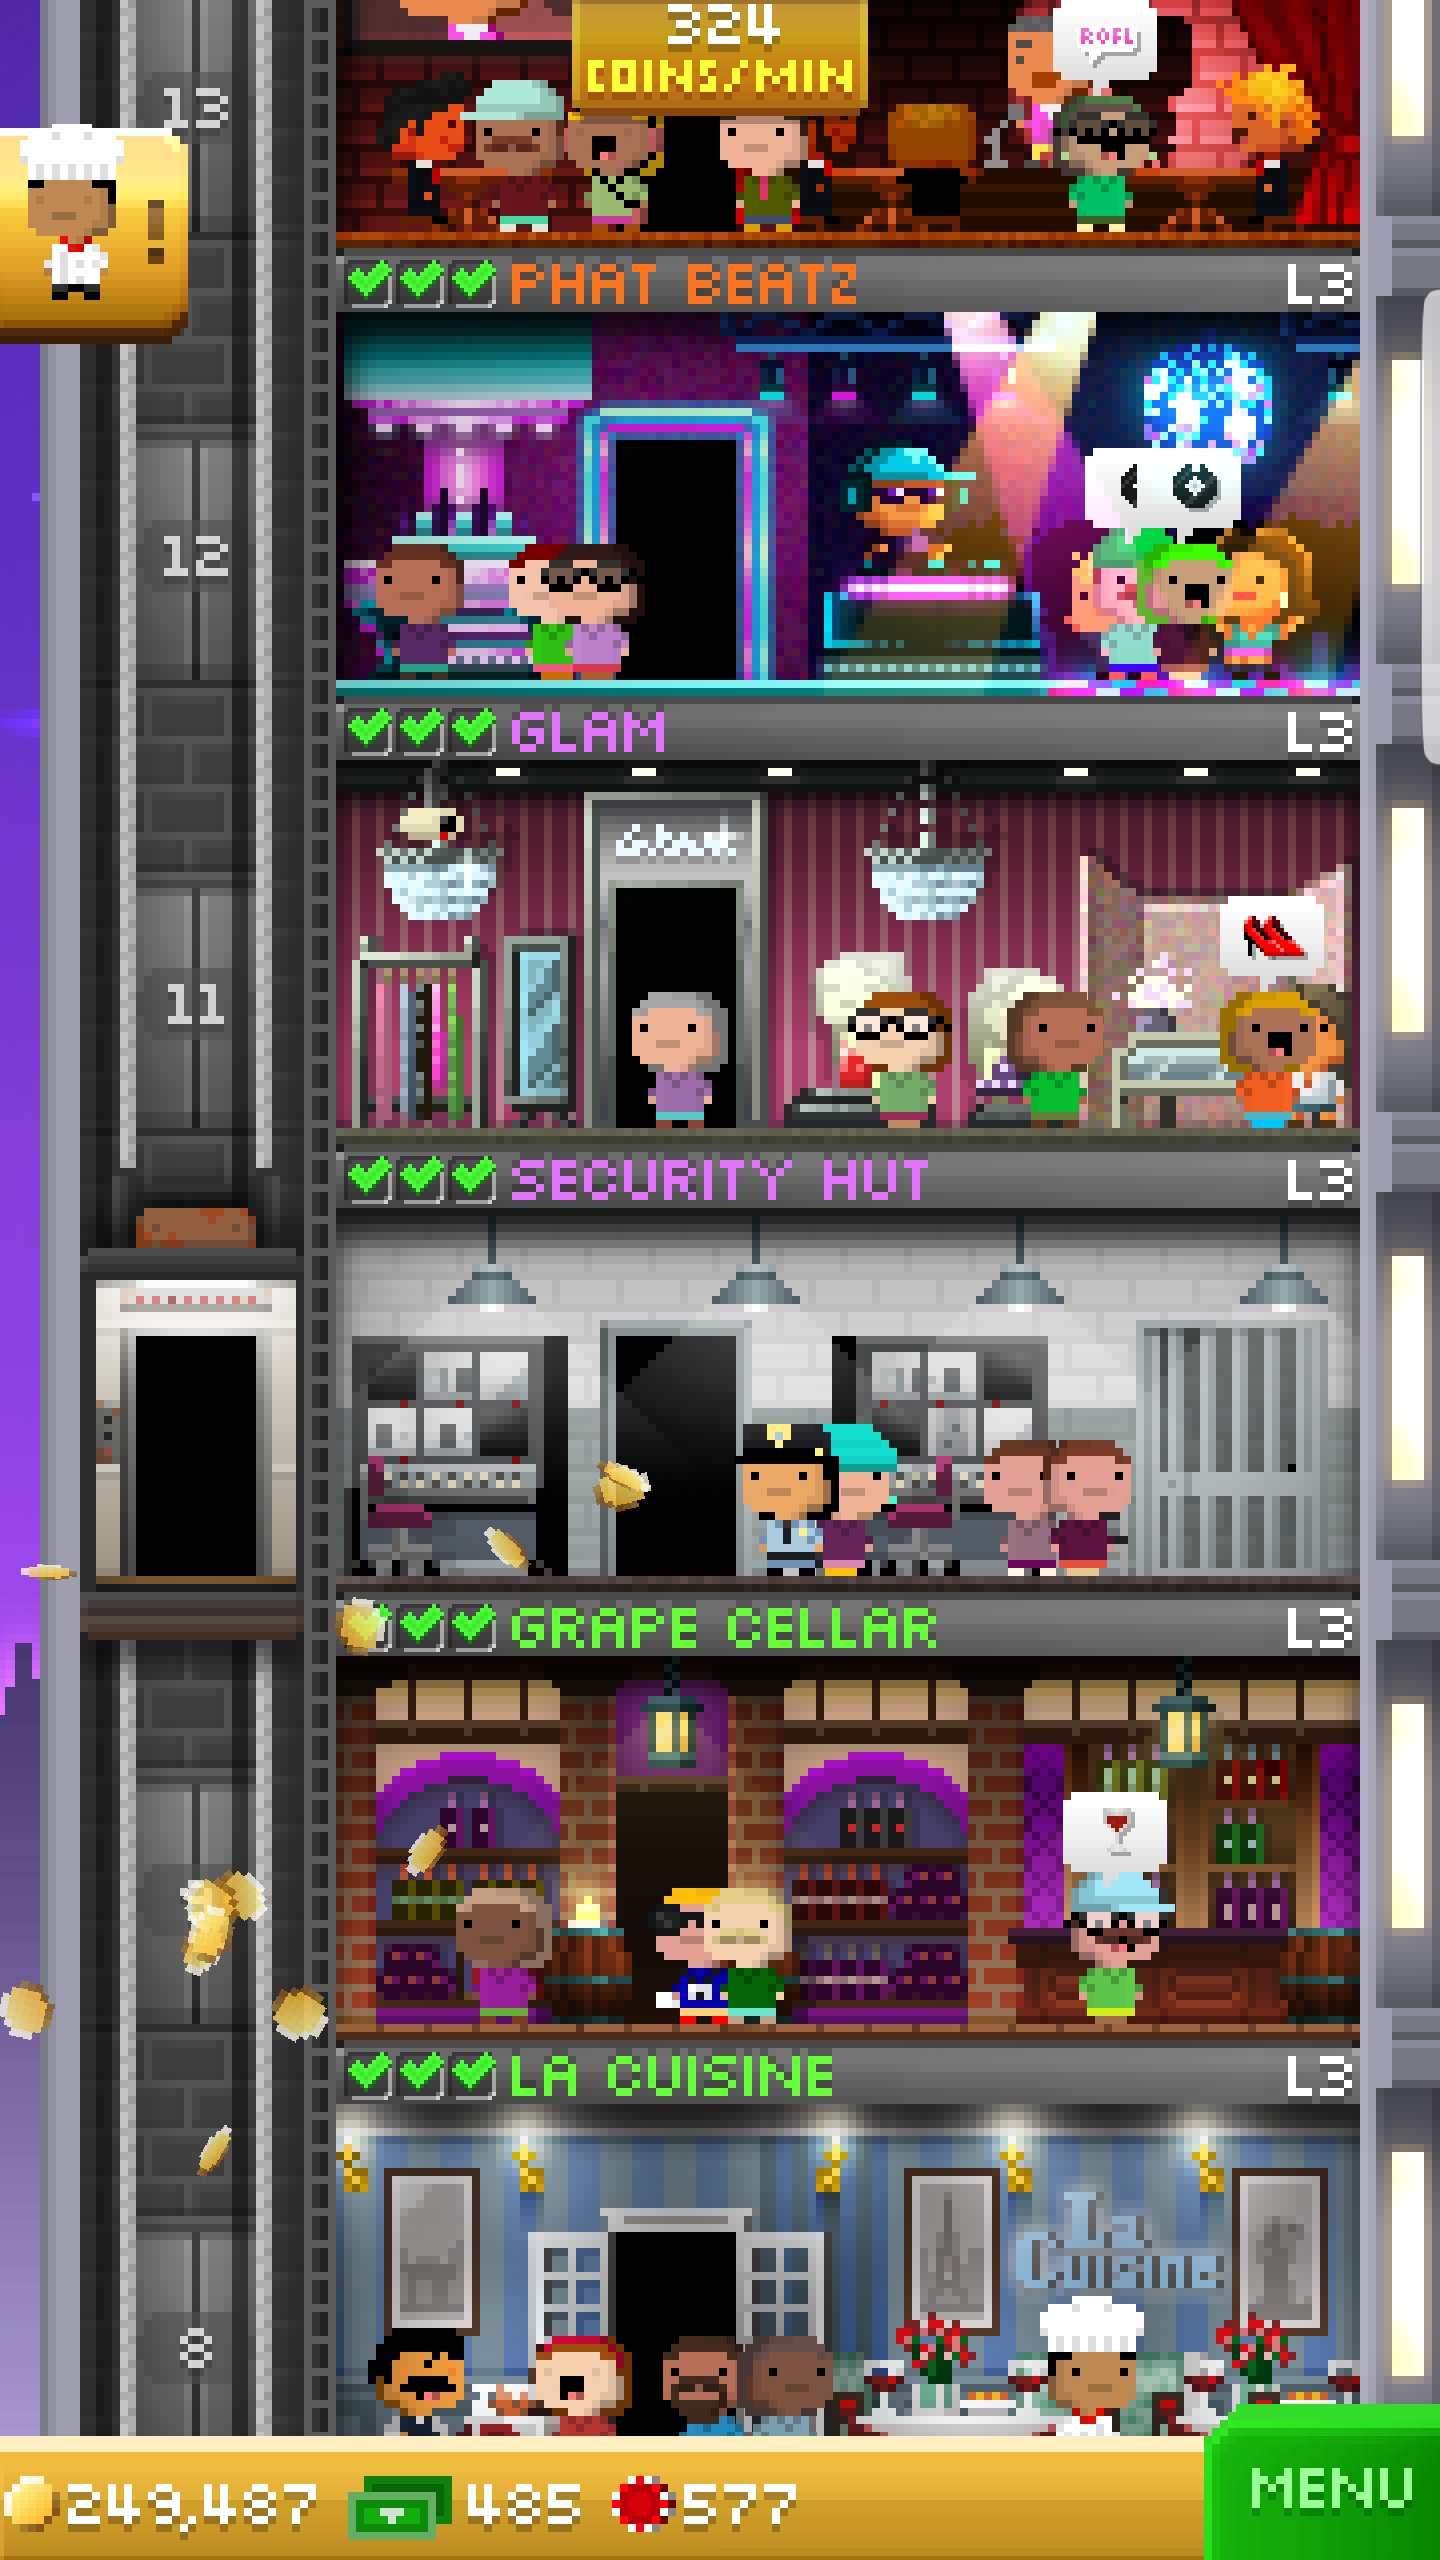 324
COINS/MIN
ROFL
13
!
PHAT BEATZ L3
12
GLAM L3
Glam
11
SECURITY HUT L3
GRAPE CELLAR L3
LA CUISINE L3
La
Cuisine
8
249,487 485 577
MENU